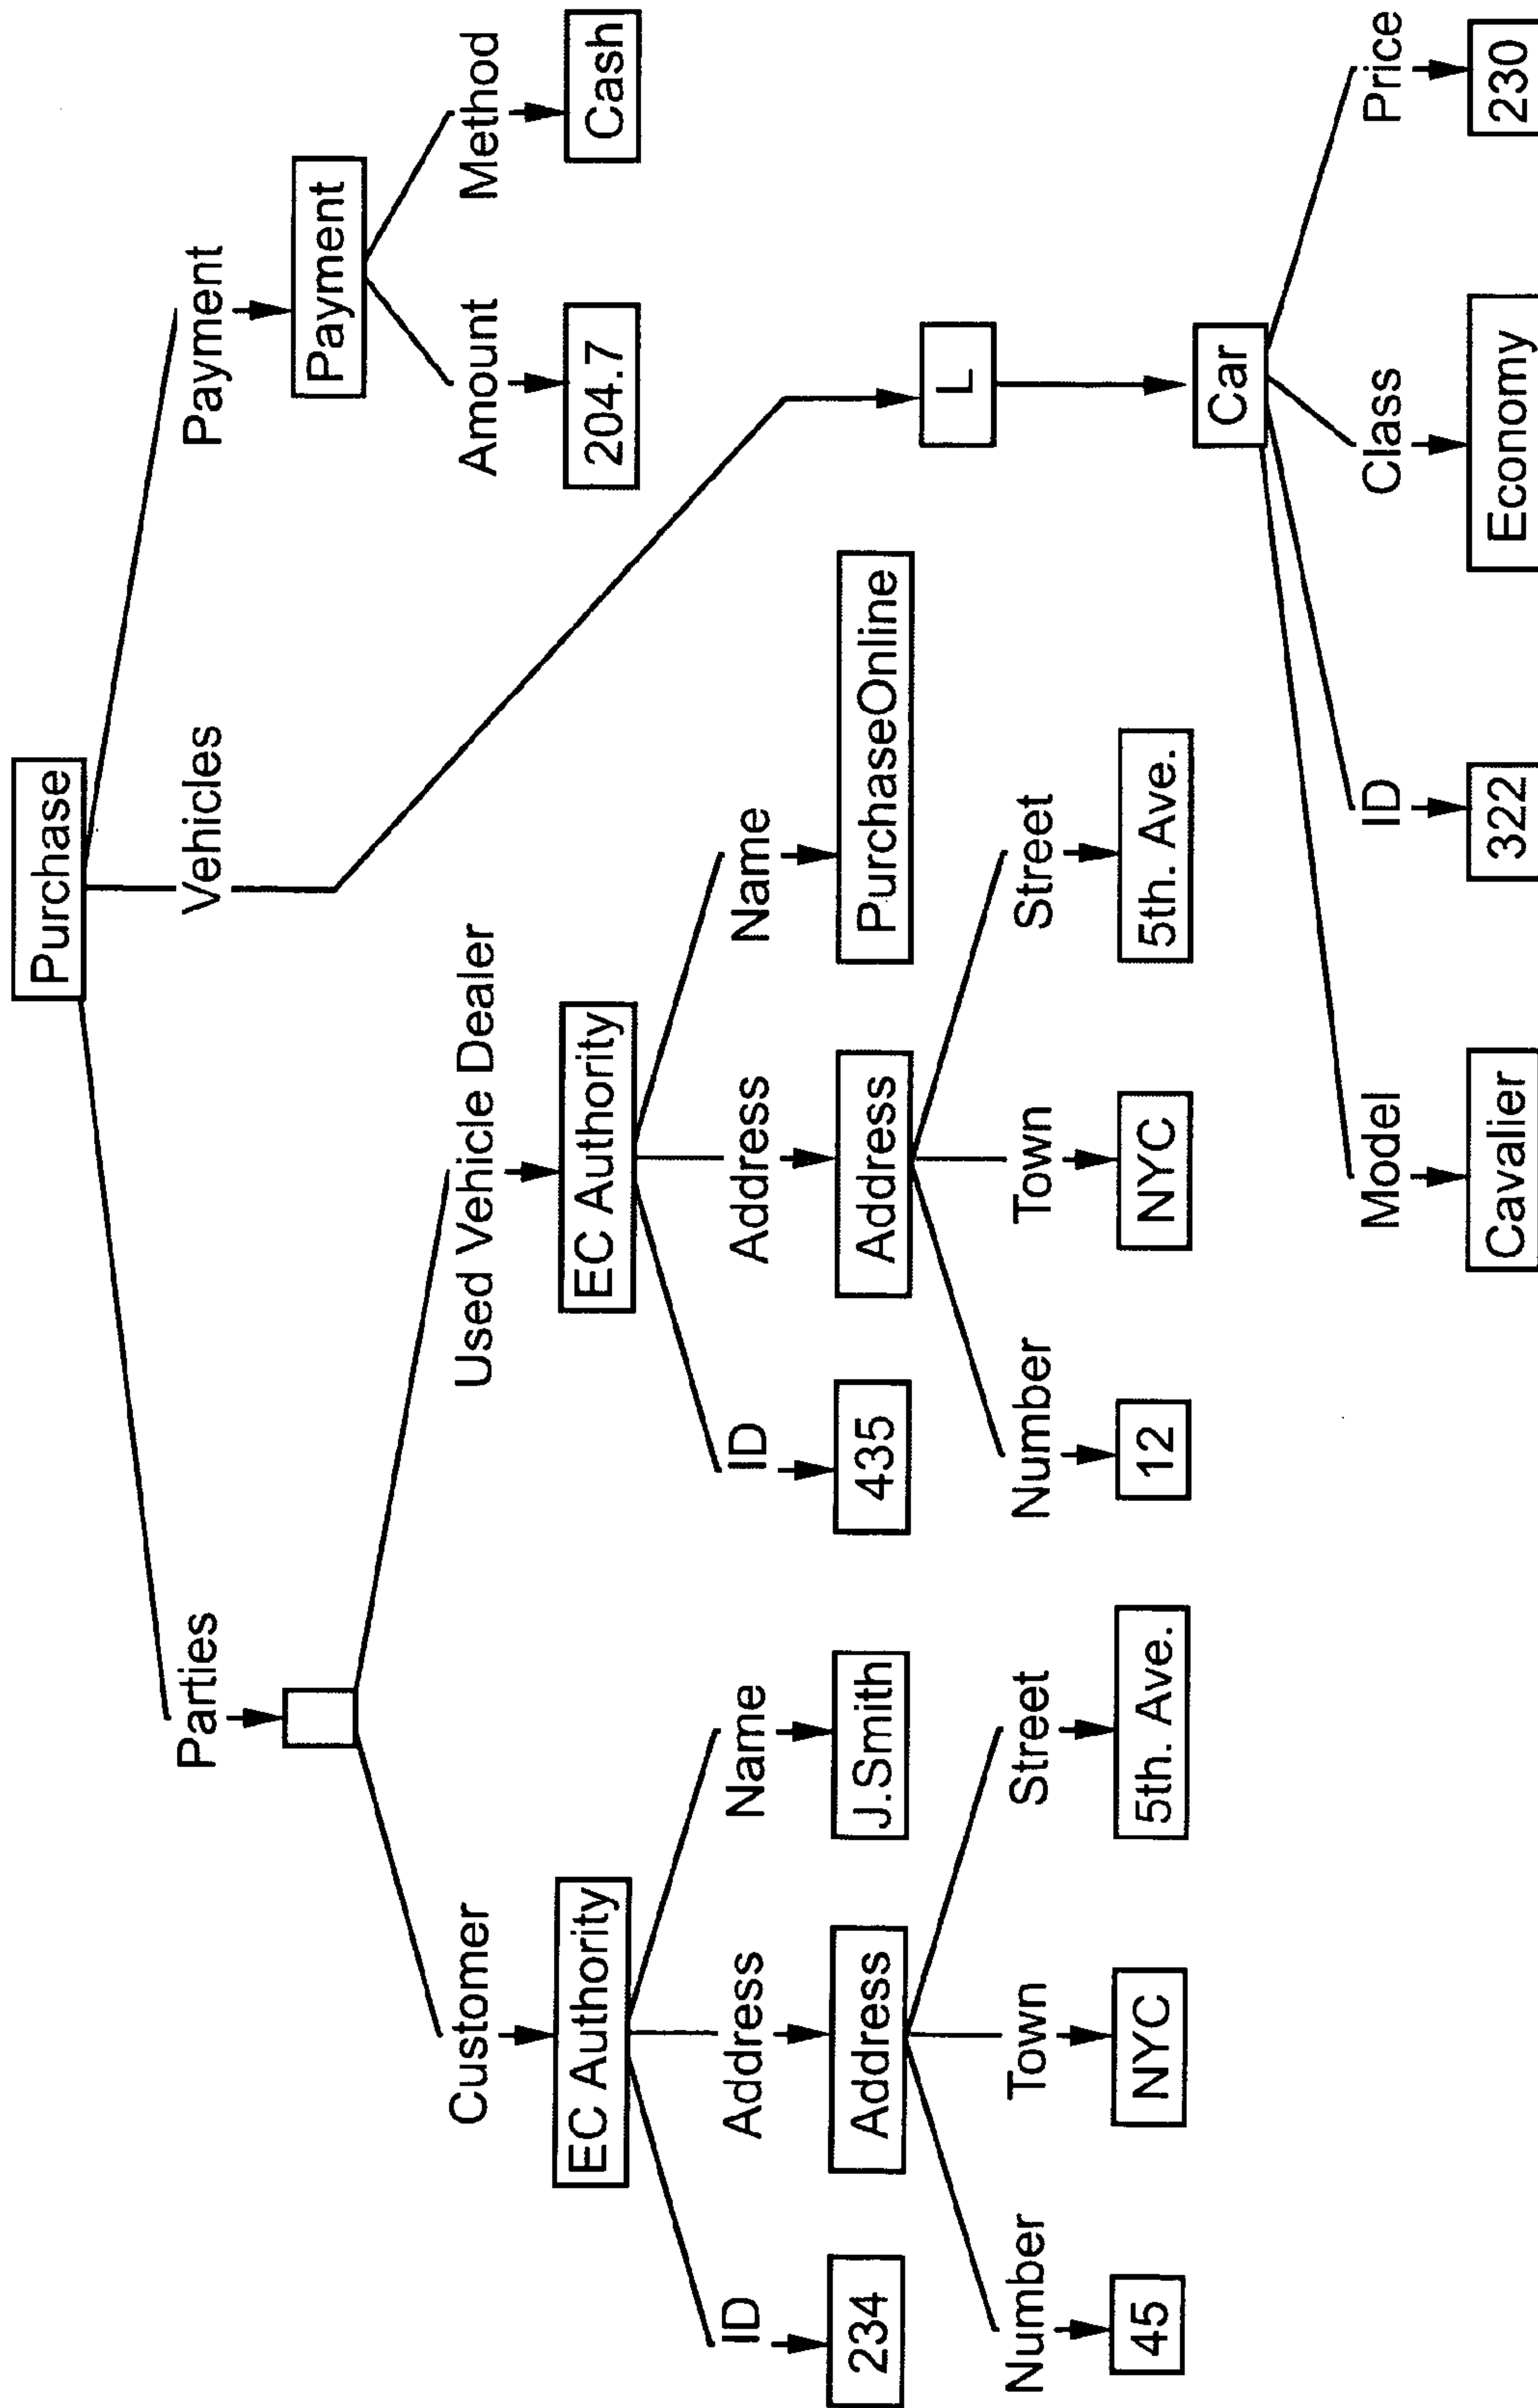 Purchase
Parties
Vehicles
Payment
Payment
Customer
Used Vehicle Dealer
Amount
Method
EC Authority
EC Authority
204.7
Cash
ID
Address
Name
ID
Address
Name
234
Address
J.Smith
435
Address
PurchaseOnline
L
Number
Town
Street
Number
Town
Street
45
NYC
5th. Ave.
12
NYC
5th. Ave.
Car
Model
ID
Class
Price
Cavalier
322
Economy
230